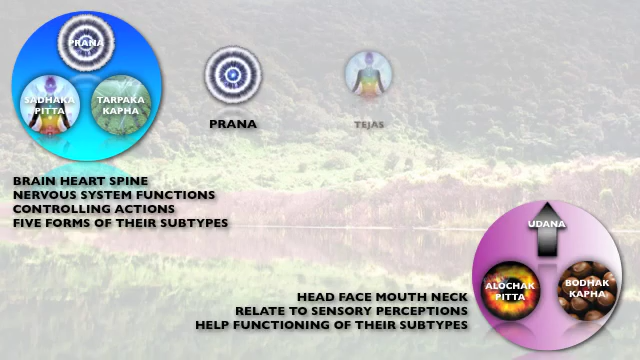 PRANA
SADHAKA
PITTA
TARPAKA
KAPHA
PRANA
TEJAS
BRAIN HEART SPINE
NERVOUS SYSTEM FUNCTIONS
CONTROLLING ACTIONS
FIVE FORMS OF THEIR SUBTYPES
UDANA
ALOCHAK
PITTA
BODHAK
KAPHA
HEAD FACE MOUTH NECK
RELATE TO SENSORY PERCEPTIONS
HELP FUNCTIONING OF THEIR SUBTYPES